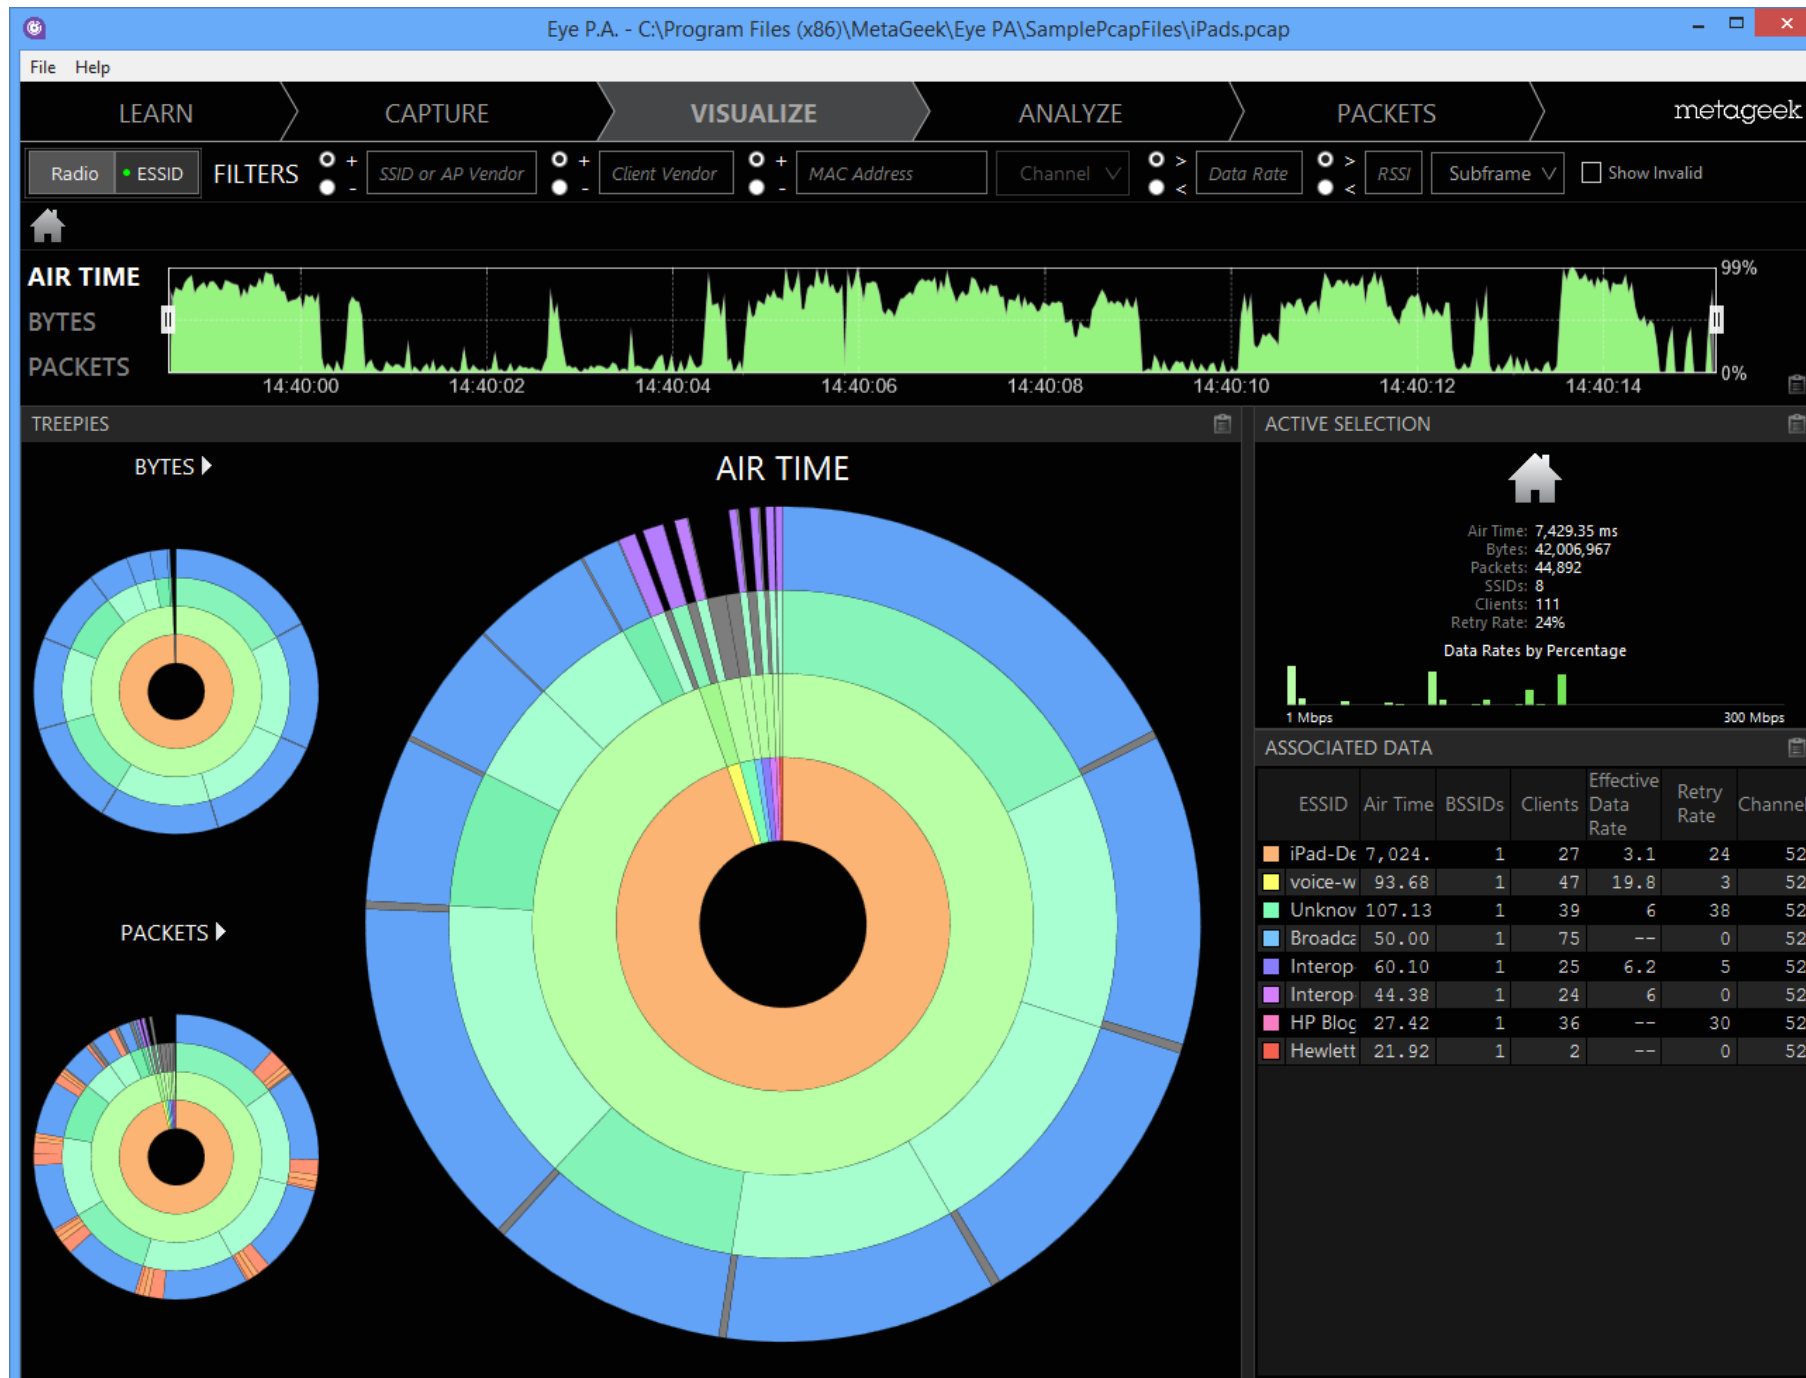 Eye P.A. - C:\Program Files (x86)\MetaGeek\Eye PA\SamplePcapFiles\iPads.pcap
File Help
LEARN CAPTURE VISUALIZE ANALYZE PACKETS metageek
Radio ESSID FILTERS + - SSID or AP Vendor + - Client Vendor + - MAC Address Channel > < Data Rate > < RSSI Subframe Show Invalid
AIR TIME
BYTES
PACKETS
99%
0%
14:40:00 14:40:02 14:40:04 14:40:06 14:40:08 14:40:10 14:40:12 14:40:14
TREEPIES
BYTES
AIR TIME
PACKETS
ACTIVE SELECTION
Air Time: 7,429.35 ms
Bytes: 42,006,967
Packets: 44,892
SSIDs: 8
Clients: 111
Retry Rate: 24%
Data Rates by Percentage
1 Mbps 300 Mbps
ASSOCIATED DATA
ESSID Air Time BSSIDs Clients Effective Data Rate Retry Rate Channel
iPad-De 7,024. 1 27 3.1 24 52
voice-w 93.68 1 47 19.8 3 52
Unknov 107.13 1 39 6 38 52
Broadca 50.00 1 75 -- 0 52
Interop 60.10 1 25 6.2 5 52
Interop 44.38 1 24 6 0 52
HP Bloc 27.42 1 36 -- 30 52
Hewlett 21.92 1 2 -- 0 52